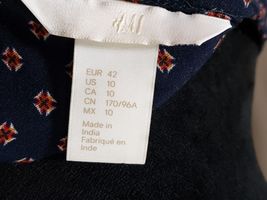 H&M
EUR 42
US 10
CA 10
CN 170/96A
MX 10
Made in
India
Fabriqué en
Inde